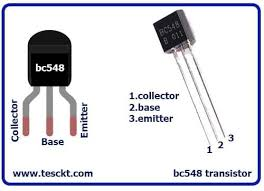 bc548
Collector
Base
Emitter
BC548
B 011
1.collector
2.base
3.emitter
1
2
3
www.tesckt.com
bc548 transistor